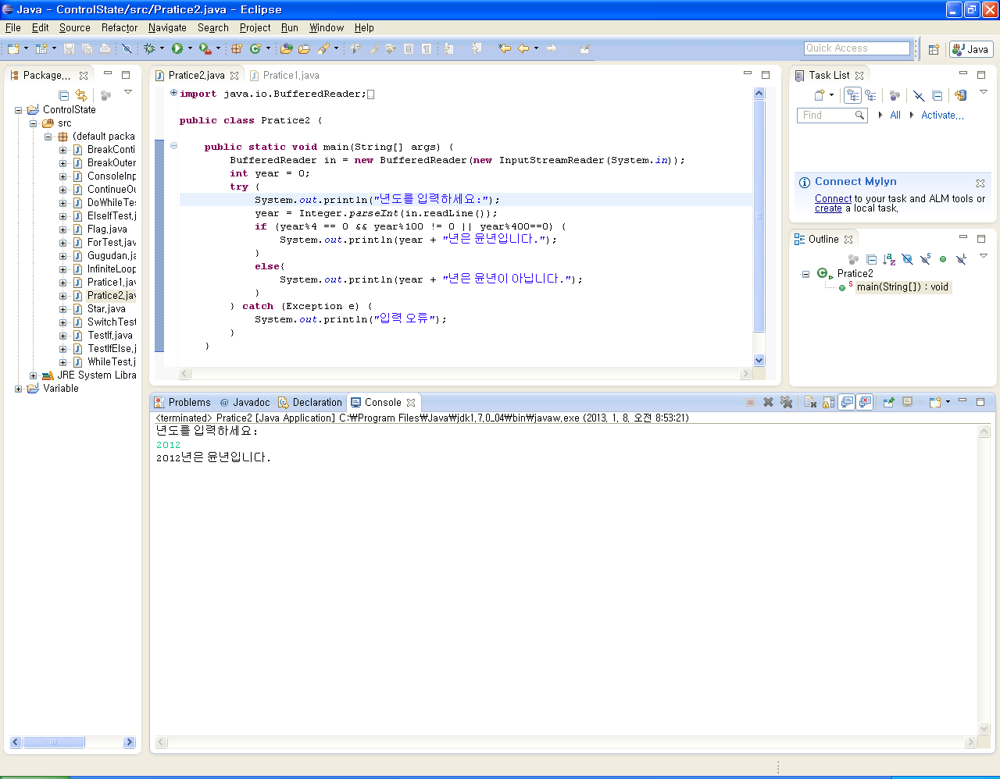 Java - ControlState/src/Pratice2.java - Eclipse
File Edit Source Refactor Navigate Search Project Run Window Help
Quick Access
Java
Package...
ControlState
src
(default packa
BreakConti
BreakOuter
ConsoleInp
ContinueOu
DoWhileTes
ElseIfTest.j
Flag.java
ForTest.jav
Gugudan.ja
InfiniteLoop
Pratice1.jav
Pratice2.jav
Star.java
SwitchTest
TestIf.java
TestIfElse.j
WhileTest.j
JRE System Libra
Variable
Pratice2.java
Pratice1.java
import java.io.BufferedReader;
public class Pratice2 {
public static void main(String[] args) {
BufferedReader in = new BufferedReader(new InputStreamReader(System.in));
int year = 0;
try {
System.out.println("년도를 입력하세요:");
year = Integer.parseInt(in.readLine());
if (year%4 == 0 && year%100 != 0 || year%400==0) {
System.out.println(year + "년은 윤년입니다.");
}
else{
System.out.println(year + "년은 윤년이 아닙니다.");
}
} catch (Exception e) {
System.out.println("입력 오류");
}
}
Task List
Find
All
Activate...
Connect Mylyn
Connect to your task and ALM tools or
create a local task.
Outline
Pratice2
main(String[]) : void
Problems
@ Javadoc
Declaration
Console
<terminated> Pratice2 [Java Application] C:₩Program Files₩Java₩jdk1.7.0_04₩bin₩javaw.exe (2013. 1. 8. 오전 8:53:21)
년도를 입력하세요:
2012
2012년은 윤년입니다.